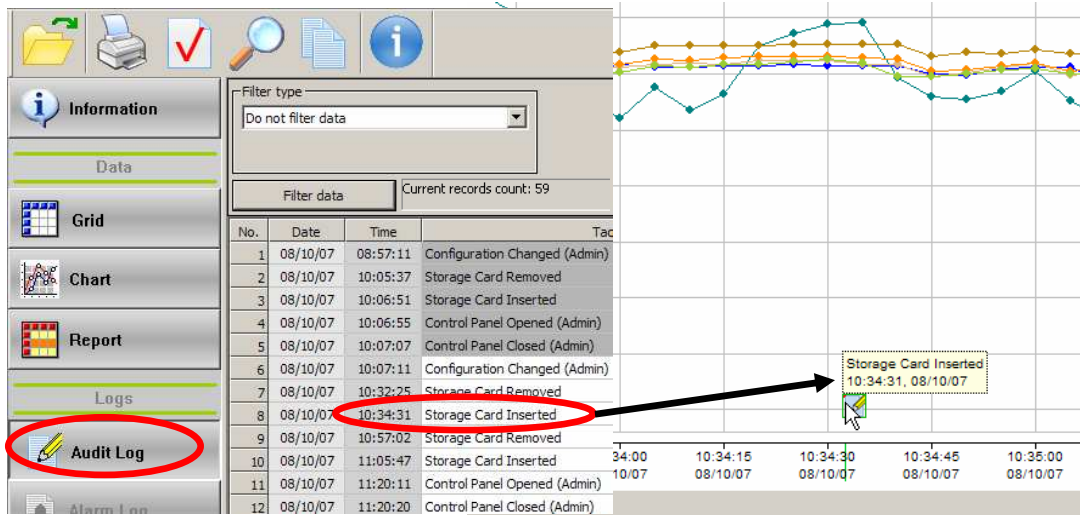 Information
Data
Grid
Chart
Report
Logs
Audit Log
Alarm Log
Filter type
Do not filter data
Filter data
Current records count: 59
No. Date Time Tac
1 08/10/07 08:57:11 Configuration Changed (Admin)
2 08/10/07 10:05:37 Storage Card Removed
3 08/10/07 10:06:51 Storage Card Inserted
4 08/10/07 10:06:55 Control Panel Opened (Admin)
5 08/10/07 10:07:07 Control Panel Closed (Admin)
6 08/10/07 10:07:11 Configuration Changed (Admin)
7 08/10/07 10:32:25 Storage Card Removed
8 08/10/07 10:34:31 Storage Card Inserted
9 08/10/07 10:57:02 Storage Card Removed
10 08/10/07 11:05:47 Storage Card Inserted
11 08/10/07 11:20:11 Control Panel Opened (Admin)
12 08/10/07 11:20:20 Control Panel Closed (Admin)
Storage Card Inserted
10:34:31, 08/10/07
34:00 10:34:15 10:34:30 10:34:45 10:35:00
10/07 08/10/07 08/10/07 08/10/07 08/10/07